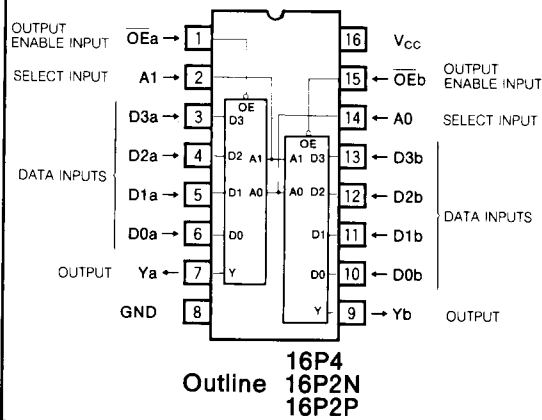 OUTPUT
ENABLE INPUT
OEa → 1
SELECT INPUT A1 → 2
DATA INPUTS
D3a → 3
D2a → 4
D1a → 5
D0a → 6
OUTPUT Ya ← 7
GND 8
OE
D3
D2 A1
D1 A0
D0
Y
OE
A1 D3
A0 D2
D1
D0
Y
16 VCC
15 ← OEb OUTPUT
ENABLE INPUT
14 ← A0 SELECT INPUT
13 ← D3b
12 ← D2b
11 ← D1b
10 ← D0b
DATA INPUTS
9 → Yb OUTPUT
16P4
Outline 16P2N
16P2P